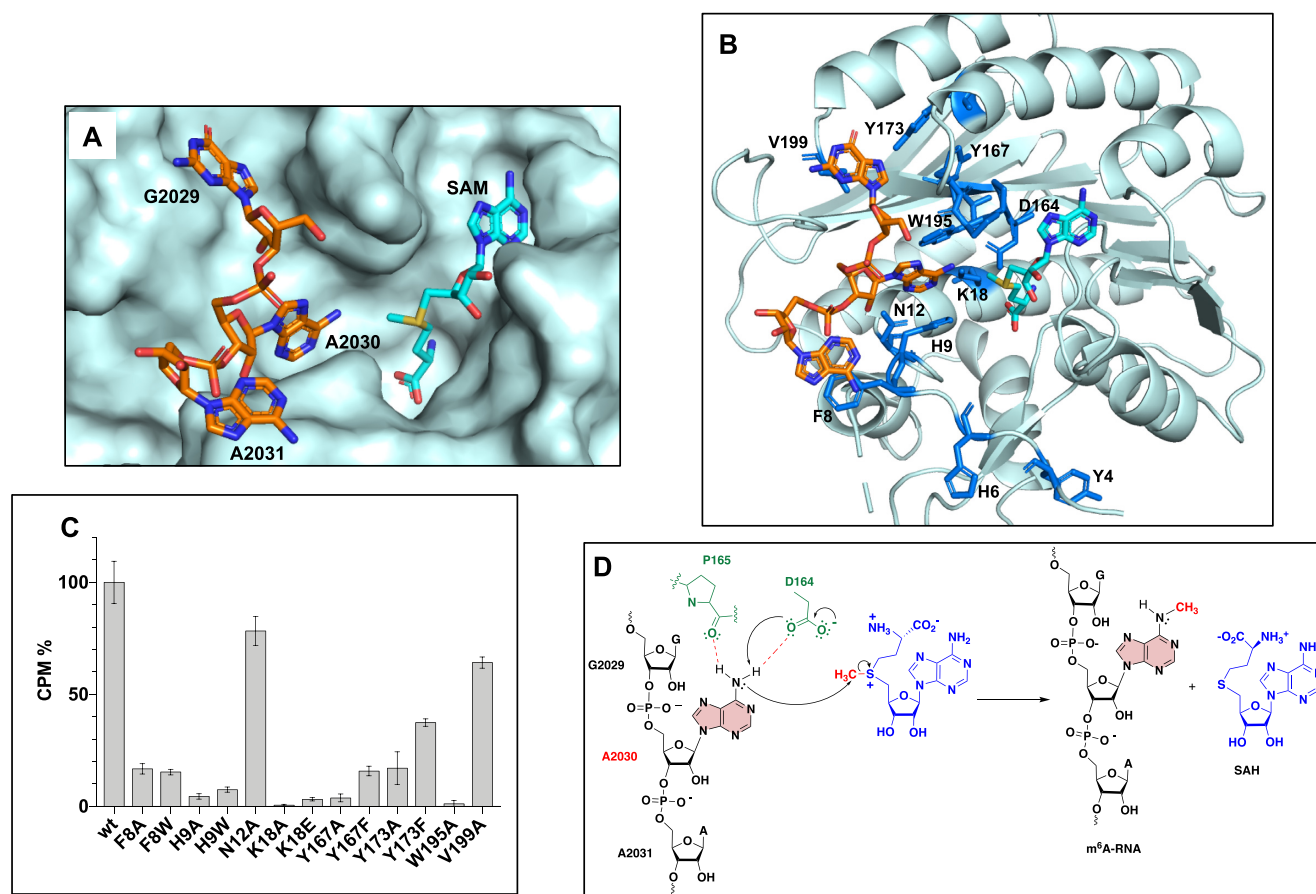 A
G2029
SAM
A2030
A2031
B
Y173
V199
Y167
D164
W195
K18
N12
H9
F8
H6
Y4
C
CPM %
100
50
0
wt
F8A
F8W
H9A
H9W
N12A
K18A
K18E
Y167A
Y167F
Y173A
Y173F
W195A
V199A
D
P165
D164
N
O
O -
O
G
G2029
O
OH
O
O P O -
O
A2030
H H
N
N N
N N
O
O OH
O P O -
O
A2031
O A
O OH
+
NH3 CO2-
H3C S
+
NH2
N N
N N
O
HO OH
O
O G
O OH
O P O -
O
H N CH3
N N
N N
O
O OH
O P O -
O
O A
O OH
m6A-RNA
+
-O2C NH3+
S
N
N N
N N
O
HO OH
SAH